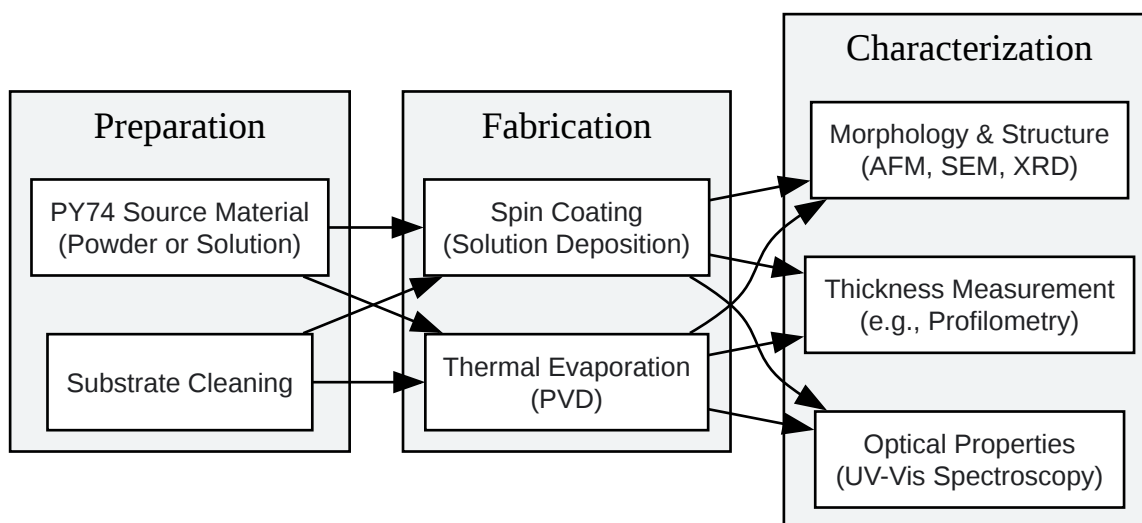 Preparation
PY74 Source Material
(Powder or Solution)
Substrate Cleaning
Fabrication
Spin Coating
(Solution Deposition)
Thermal Evaporation
(PVD)
Characterization
Morphology & Structure
(AFM, SEM, XRD)
Thickness Measurement
(e.g., Profilometry)
Optical Properties
(UV-Vis Spectroscopy)